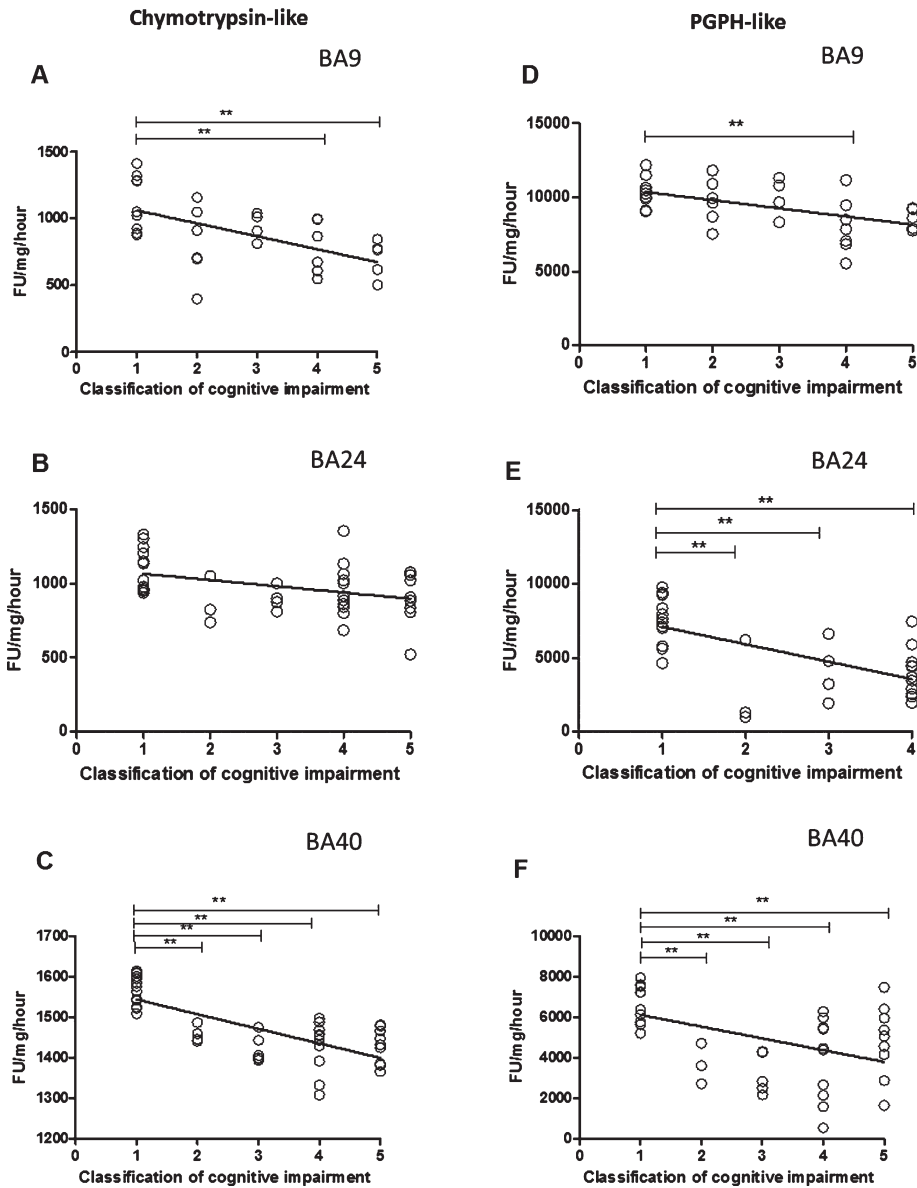 Chymotrypsin-like
PGPH-like
A
BA9
**
**
1500
1000
500
0
FU/mg/hour
0 1 2 3 4 5
Classification of cognitive impairment
D
BA9
**
15000
10000
5000
0
FU/mg/hour
0 1 2 3 4 5
Classification of cognitive impairment
B
BA24
1500
1000
500
0
FU/mg/hour
0 1 2 3 4 5
Classification of cognitive impairment
E
BA24
**
**
**
15000
10000
5000
0
FU/mg/hour
0 1 2 3 4
Classification of cognitive impairment
C
BA40
**
**
**
**
1700
1600
1500
1400
1300
1200
FU/mg/hour
0 1 2 3 4 5
Classification of cognitive impairment
F
BA40
**
**
**
**
10000
8000
6000
4000
2000
0
FU/mg/hour
0 1 2 3 4 5
Classification of cognitive impairment